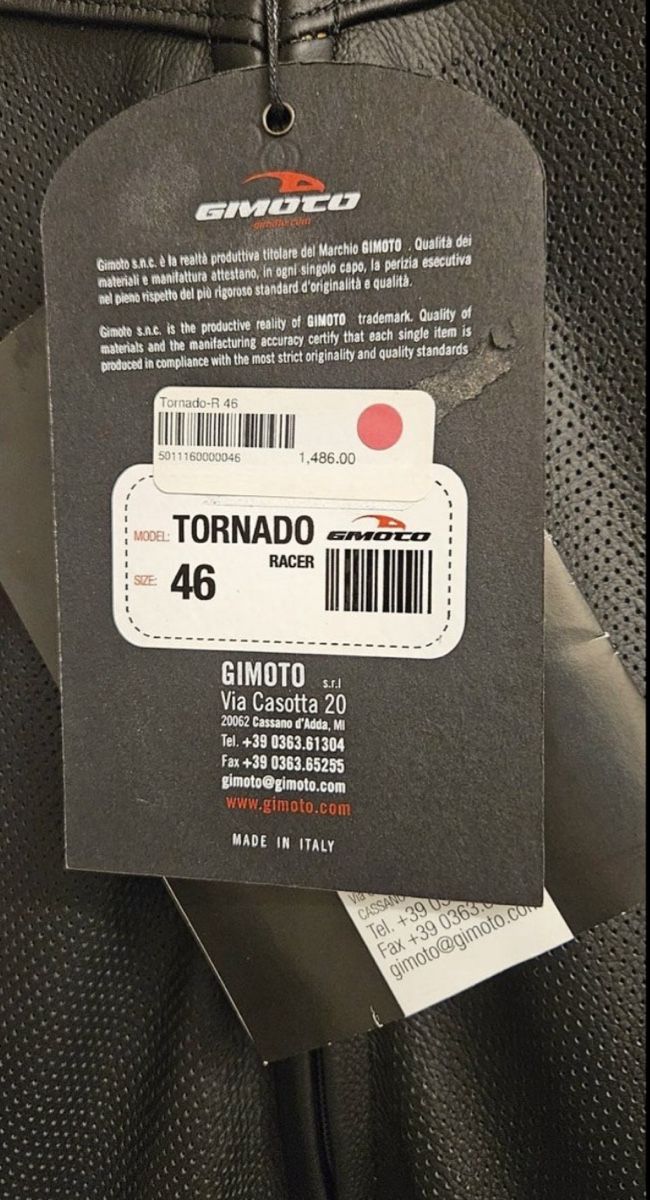 GIMOTO
gimoto.com
Gimoto s.n.c. è la realtà produttiva titolare del Marchio GIMOTO . Qualità dei
materiali e manifattura attestano, in ogni singolo capo, la perizia esecutiva
nel pieno rispetto del più rigoroso standard d'originalità e qualità.
Gimoto s.n.c. is the productive reality of GIMOTO trademark. Quality of
materials and the manifacturing accuracy certify that each single item is
produced in compliance with the most strict originality and quality standards
Tornado-R 46
5011160000046 1,486.00
MODEL: TORNADO GIMOTO
RACER
SIZE: 46
GIMOTO s.r.l
Via Casotta 20
20062 Cassano d'Adda, MI
Tel. +39 0363.61304
Fax +39 0363.65255
gimoto@gimoto.com
www.gimoto.com
MADE IN ITALY
Via
CASSANO
Tel. +39 03
Fax +39 0363.
gimoto@gimoto.com